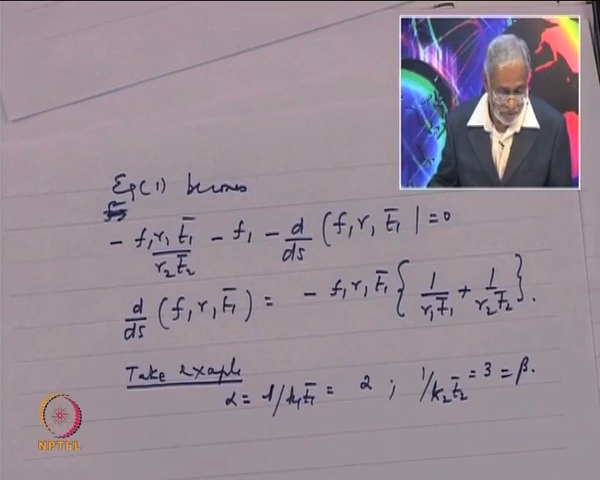 Eq(1) becomes
- f₁r₁t̄₁/r₂t̄₂ - f₁ - d/ds (f₁r₁t̄₁) = 0
d/ds (f₁r₁t̄₁) = - f₁r₁t̄₁ { 1/r₁t̄₁ + 1/r₂t̄₂ }.
Take example
α = 1/k₁t̄₁ = 2 ; 1/k₂t̄₂ = 3 = β.
NPTEL